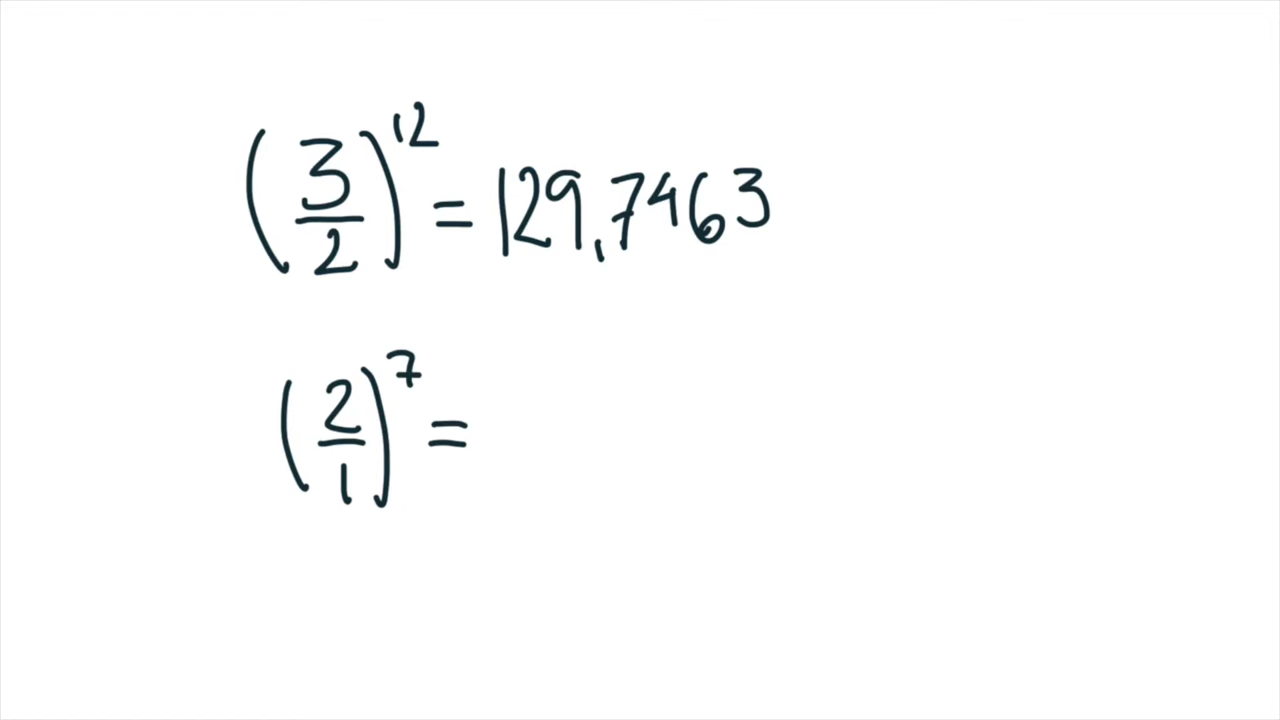 (3/2)^12 = 129,7463
(2/1)^7 =